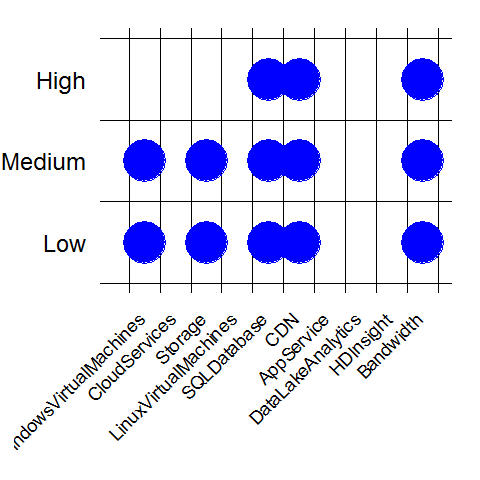 High
Medium
Low
ndowsVirtualMachines
CloudServices
Storage
LinuxVirtualMachines
SQLDatabase
CDN
AppService
DataLakeAnalytics
HDInsight
Bandwidth